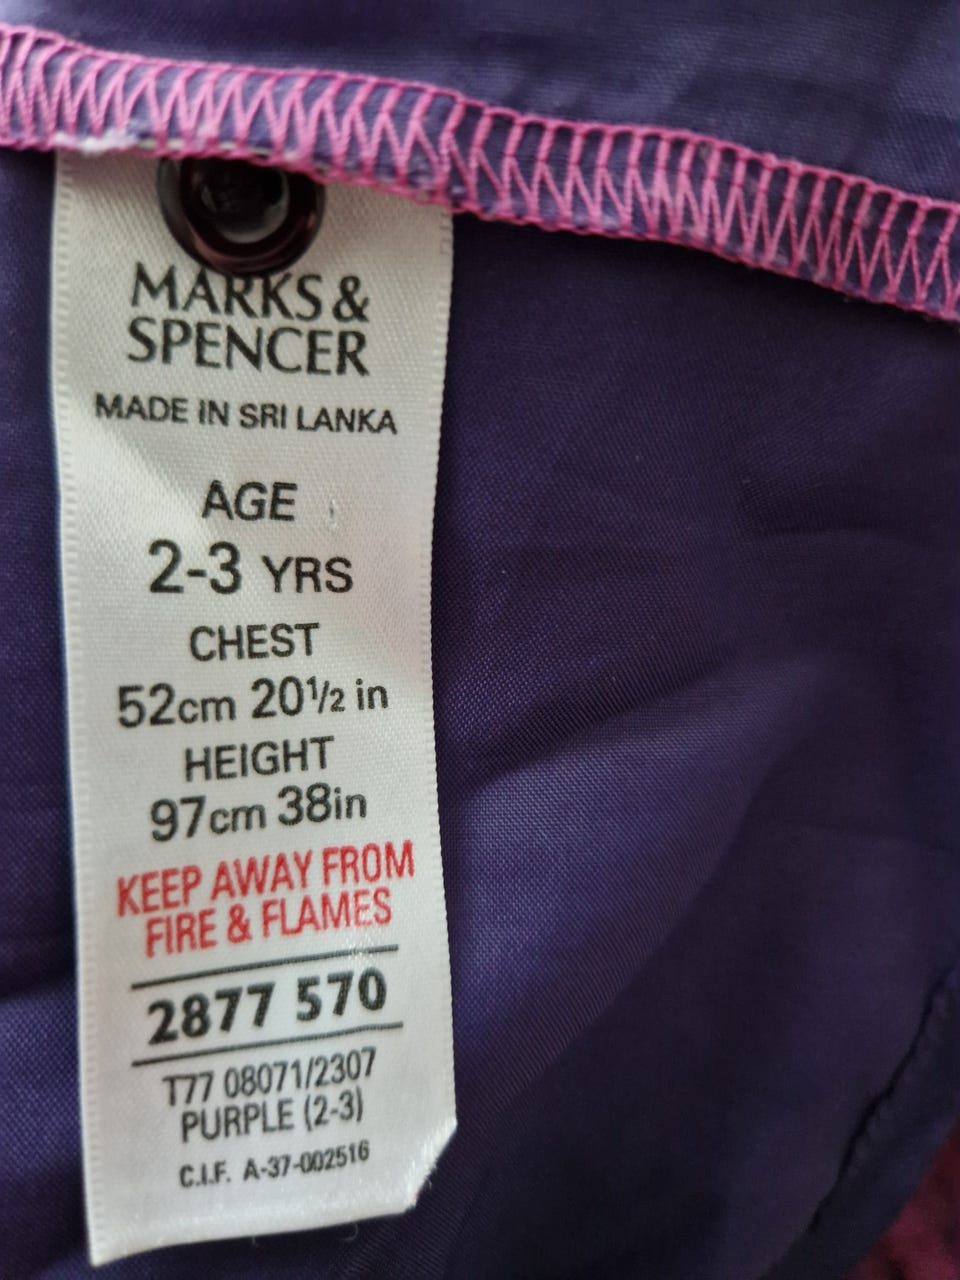 MARKS &
SPENCER
MADE IN SRI LANKA
AGE
2-3 YRS
CHEST
52cm 20½ in
HEIGHT
97cm 38in
KEEP AWAY FROM
FIRE & FLAMES
2877 570
T77 08071/2307
PURPLE (2-3)
C.I.F. A-37-002516